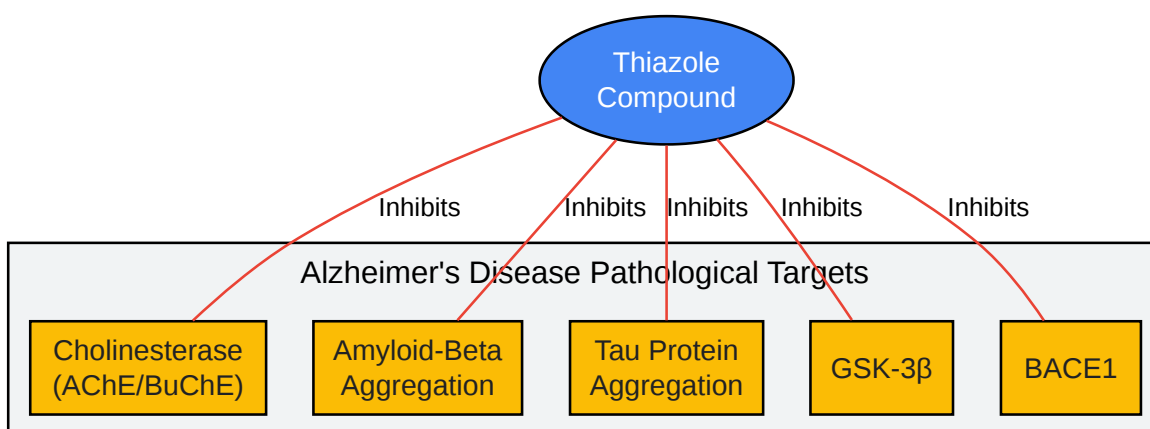 Thiazole
Compound
Inhibits Inhibits Inhibits Inhibits Inhibits
Alzheimer's Disease Pathological Targets
Cholinesterase
(AChE/BuChE)
Amyloid-Beta
Aggregation
Tau Protein
Aggregation
GSK-3β
BACE1